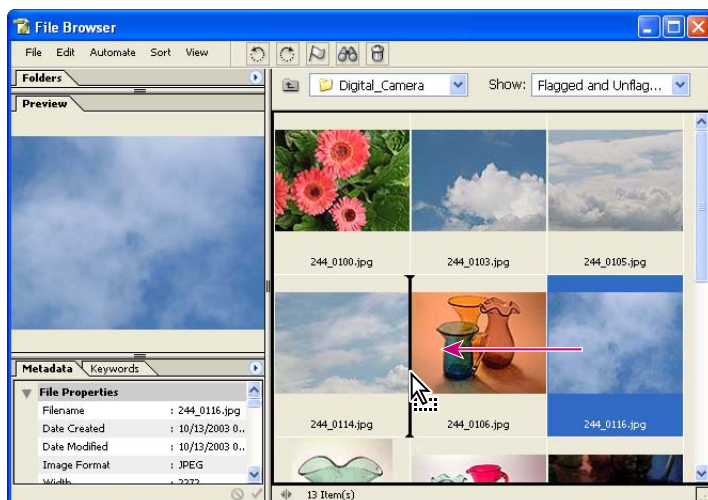 File Browser
File Edit Automate Sort View
Folders
Digital_Camera
Show: Flagged and Unflag...
Preview
244_0100.jpg
244_0103.jpg
244_0105.jpg
244_0114.jpg
244_0106.jpg
244_0116.jpg
Metadata Keywords
File Properties
Filename : 244_0116.jpg
Date Created : 10/13/2003 0..
Date Modified : 10/13/2003 0..
Image Format : JPEG
Width : 2272
13 Item(s)